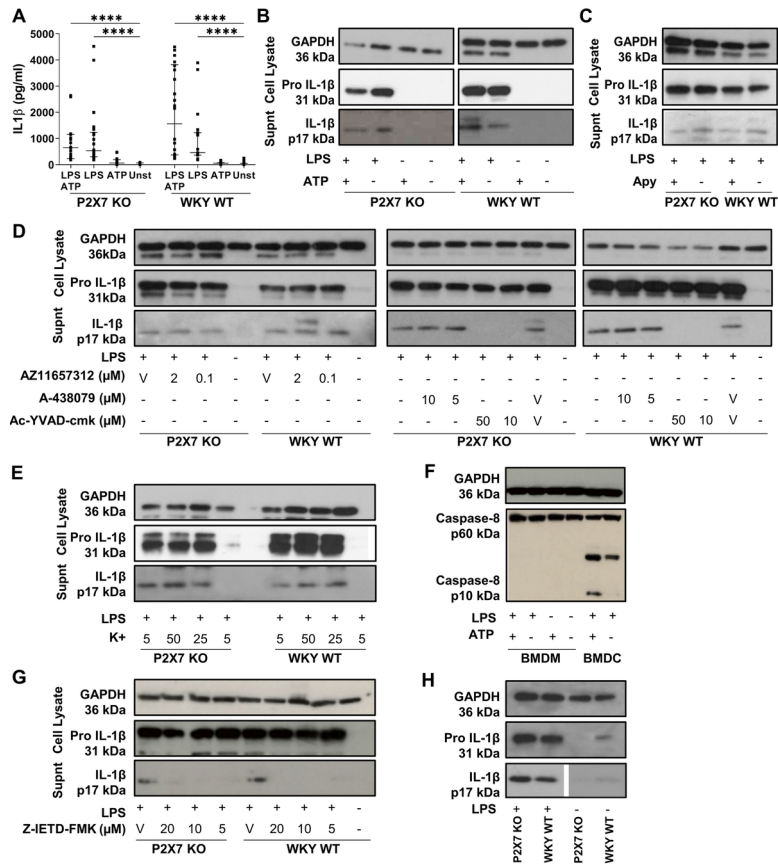 A
**** ****
**** ****
5000
4000
3000
2000
1000
0
IL1β (pg/ml)
LPS LPS ATP Unst LPS LPS ATP Unst
ATP ATP
P2X7 KO WKY WT
B
Cell Lysate
Supnt
GAPDH
36 kDa
Pro IL-1β
31 kDa
IL-1β
p17 kDa
LPS + + - - + + - -
ATP + - + - + - + -
P2X7 KO WKY WT
C
Cell Lysate
Supnt
GAPDH
36 kDa
Pro IL-1β
31 kDa
IL-1β
p17 kDa
LPS + + + +
Apy + - + -
P2X7 KO WKY WT
D
Cell Lysate
Supnt
GAPDH
36kDa
Pro IL-1β
31kDa
IL-1β
p17 kDa
LPS + + + - + + + - + + + + + + - + + + + + + -
AZ11657312 (μM) V 2 0.1 - V 2 0.1 - - - - - - - - - - - - - - -
A-438079 (μM) - - - - - - - - - 10 5 - - V - - 10 5 - - V -
Ac-YVAD-cmk (μM) - - - - - - - - - - - 50 10 V - - - - 50 10 V -
P2X7 KO WKY WT P2X7 KO WKY WT
E
Cell Lysate
Supnt
GAPDH
36 kDa
Pro IL-1β
31 kDa
IL-1β
p17 kDa
LPS + + + + + + + +
K+ 5 50 25 5 5 50 25 5
P2X7 KO WKY WT
F
GAPDH
36 kDa
Caspase-8
p60 kDa
Caspase-8
p10 kDa
LPS + + - - + +
ATP + - + - + -
BMDM BMDC
G
Cell Lysate
Supnt
GAPDH
36 kDa
Pro IL-1β
31 kDa
IL-1β
p17 kDa
LPS + + + + + + + + -
Z-IETD-FMK (μM) V 20 10 5 V 20 10 5 -
P2X7 KO WKY WT
H
GAPDH
36 kDa
Pro IL-1β
31 kDa
IL-1β
p17 kDa
LPS + + - -
P2X7 KO WKY WT P2X7 KO WKY WT